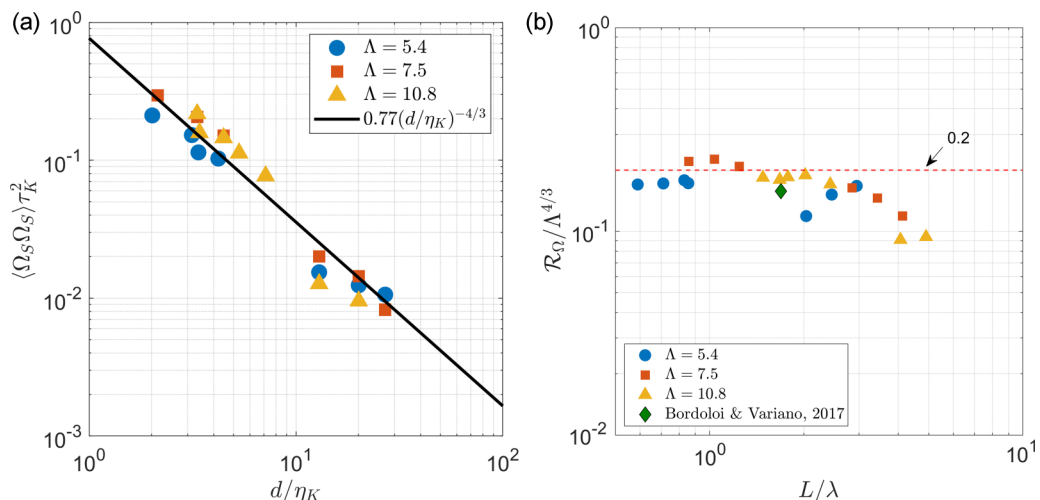 (a)
10^0
10^-1
10^-2
10^-3
⟨Ω_S Ω_S⟩τ_K^2
Λ = 5.4
Λ = 7.5
Λ = 10.8
0.77(d/η_K)^-4/3
10^0
10^1
10^2
d/η_K
(b)
10^0
10^-1
10^-2
R_Ω/Λ^4/3
0.2
Λ = 5.4
Λ = 7.5
Λ = 10.8
Bordoloi & Variano, 2017
10^0
10^1
L/λ